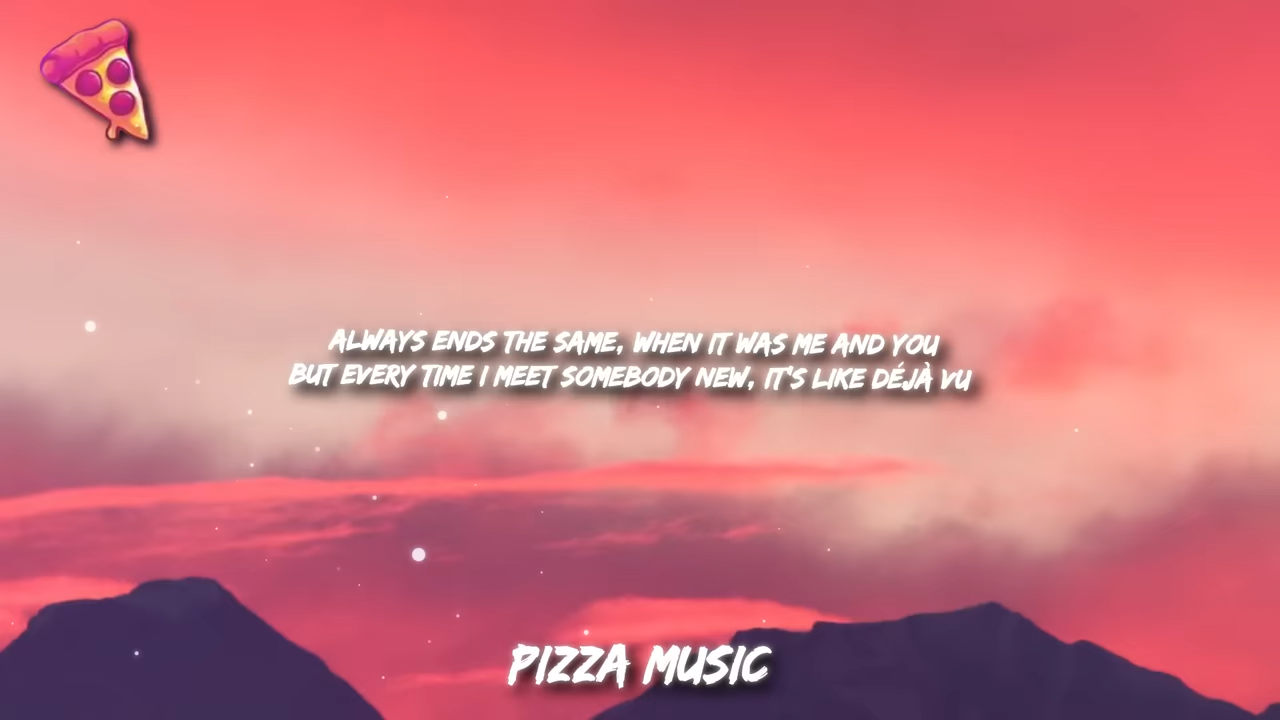 ALWAYS ENDS THE SAME, WHEN IT WAS ME AND YOU
BUT EVERY TIME I MEET SOMEBODY NEW, IT'S LIKE DÉJÀ VU
PIZZA MUSIC